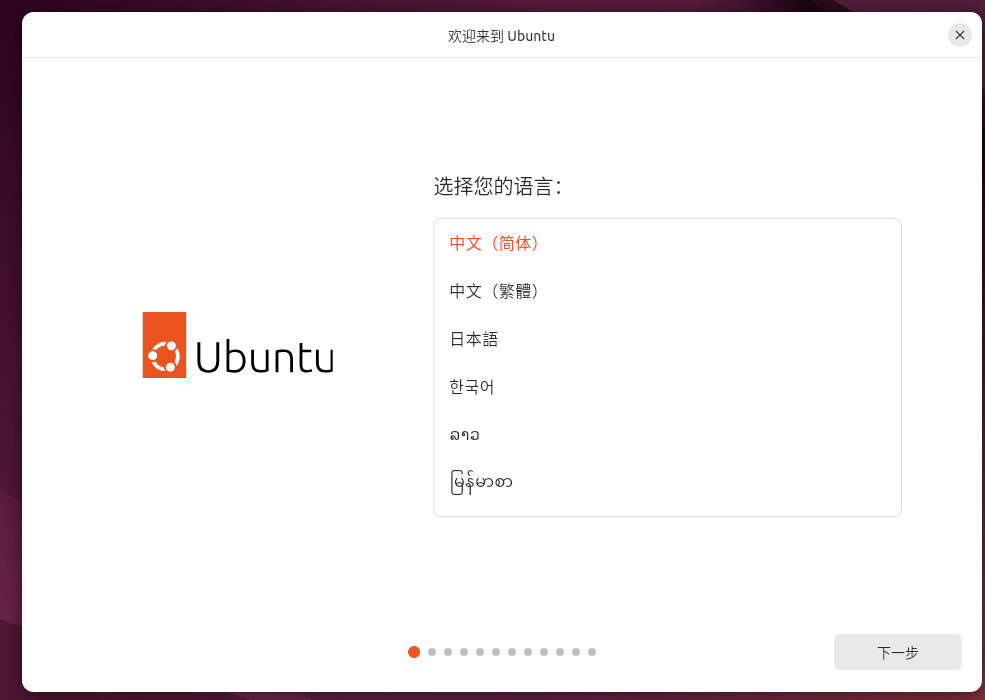 欢迎来到 Ubuntu
选择您的语言：
中文（简体）
中文（繁體）
日本語
한국어
ລາວ
မြန်မာစာ
Ubuntu
下一步